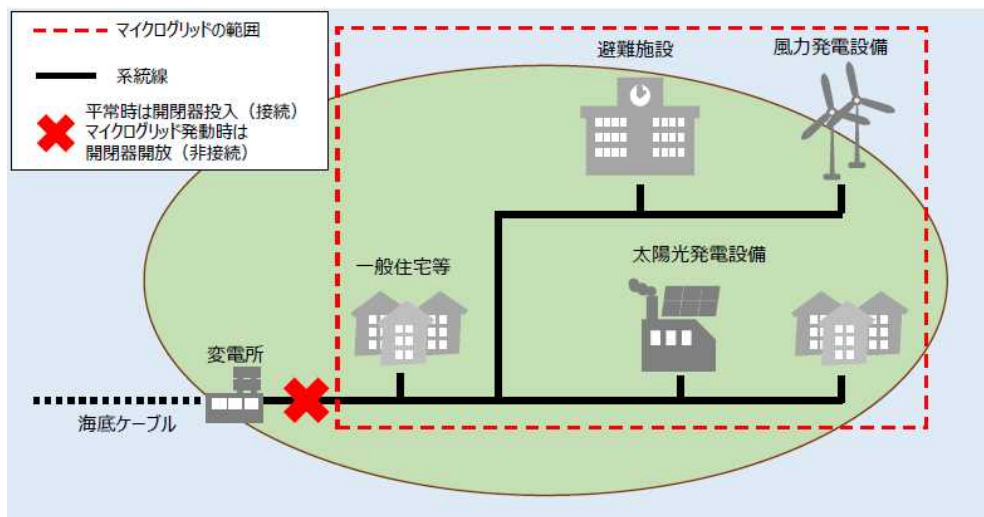 マイクログリッドの範囲
系統線
平常時は開閉器投入（接続）
マイクログリッド発動時は
開閉器開放（非接続）
避難施設
風力発電設備
一般住宅等
太陽光発電設備
変電所
海底ケーブル